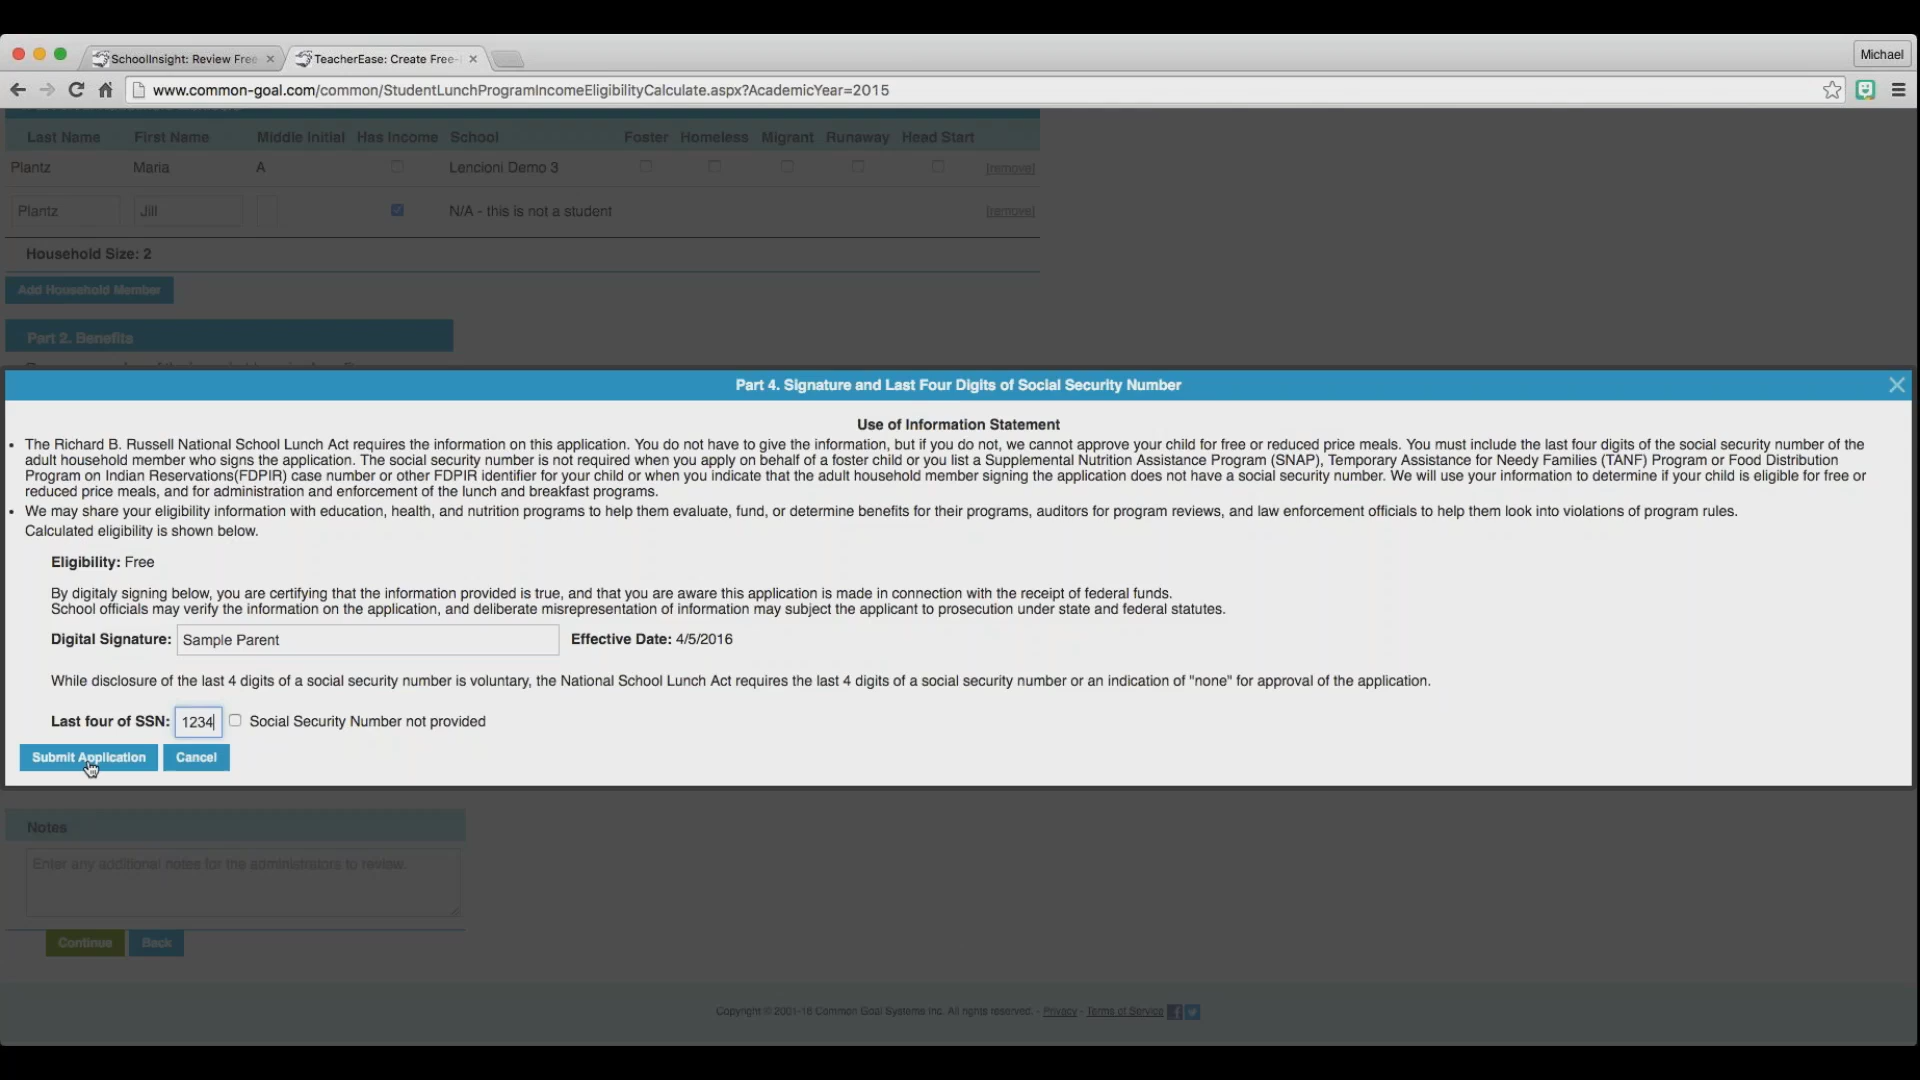 SchoolInsight: Review Free
TeacherEase: Create Free-
Michael
www.common-goal.com/common/StudentLunchProgramIncomeEligibilityCalculate.aspx?AcademicYear=2015
Last Name First Name Middle Initial Has Income School Foster Homeless Migrant Runaway Head Start
Plantz Maria A Lencioni Demo 3 [remove]
Plantz Jill N/A - this is not a student [remove]
Household Size: 2
Add Household Member
Part 2. Benefits
Part 4. Signature and Last Four Digits of Social Security Number
Use of Information Statement
• The Richard B. Russell National School Lunch Act requires the information on this application. You do not have to give the information, but if you do not, we cannot approve your child for free or reduced price meals. You must include the last four digits of the social security number of the
adult household member who signs the application. The social security number is not required when you apply on behalf of a foster child or you list a Supplemental Nutrition Assistance Program (SNAP), Temporary Assistance for Needy Families (TANF) Program or Food Distribution
Program on Indian Reservations(FDPIR) case number or other FDPIR identifier for your child or when you indicate that the adult household member signing the application does not have a social security number. We will use your information to determine if your child is eligible for free or
reduced price meals, and for administration and enforcement of the lunch and breakfast programs.
• We may share your eligibility information with education, health, and nutrition programs to help them evaluate, fund, or determine benefits for their programs, auditors for program reviews, and law enforcement officials to help them look into violations of program rules.
Calculated eligibility is shown below.
Eligibility: Free
By digitaly signing below, you are certifying that the information provided is true, and that you are aware this application is made in connection with the receipt of federal funds.
School officials may verify the information on the application, and deliberate misrepresentation of information may subject the applicant to prosecution under state and federal statutes.
Digital Signature: Sample Parent Effective Date: 4/5/2016
While disclosure of the last 4 digits of a social security number is voluntary, the National School Lunch Act requires the last 4 digits of a social security number or an indication of "none" for approval of the application.
Last four of SSN: 1234 Social Security Number not provided
Submit Application Cancel
Notes
Enter any additional notes for the administrators to review.
Continue Back
Copyright © 2001-16 Common Goal Systems Inc. All rights reserved. - Privacy - Terms of Service